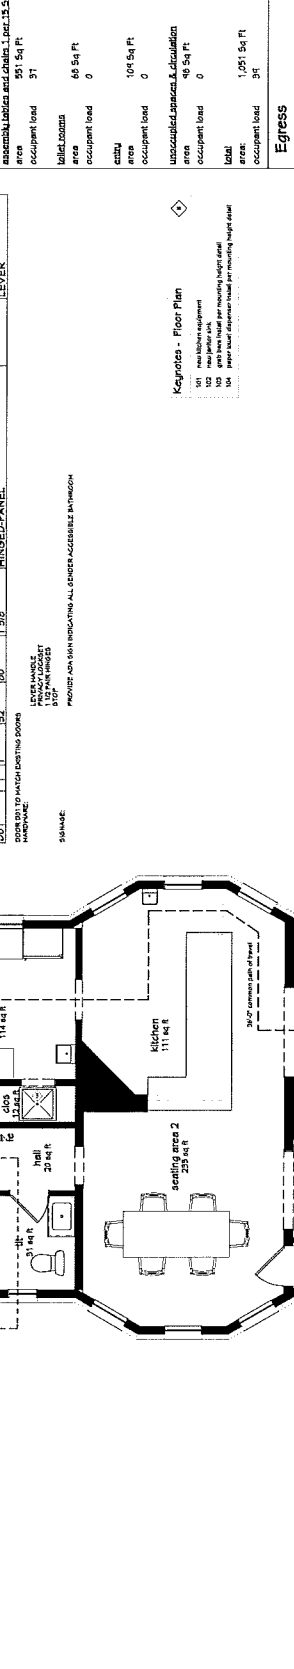 assembly tables and chairs 1 per 15 S
area 551 Sq Ft
occupant load 37
toilet rooms
area 68 Sq Ft
occupant load 0
entry
area 109 Sq Ft
occupant load 0
unoccupied spaces & circulation
area 98 Sq Ft
occupant load 0
total
area: 1,051 Sq Ft
occupant load 39
Egress
LEVER
HINGED-PANEL
DOOR D01 TO MATCH EXISTING DOORS
HARDWARE:
LEVER HANDLE
PRIVACY LOCKSET
1 1/2 PAIR HINGES
STOP
SIGNAGE:
PROVIDE ADA SIGN INDICATING ALL GENDER ACCESSIBLE BATHROOM
Keynotes - Floor Plan
101 new kitchen equipment
102 new janitor sink
103 grab bars install per mounting height detail
104 paper towel dispenser install per mounting height detail
114 sq ft
clos
12 sq ft
hall
20 sq ft
tlt
31 sq ft
kitchen
111 sq ft
seating area 2
235 sq ft
36'-0" common path of travel